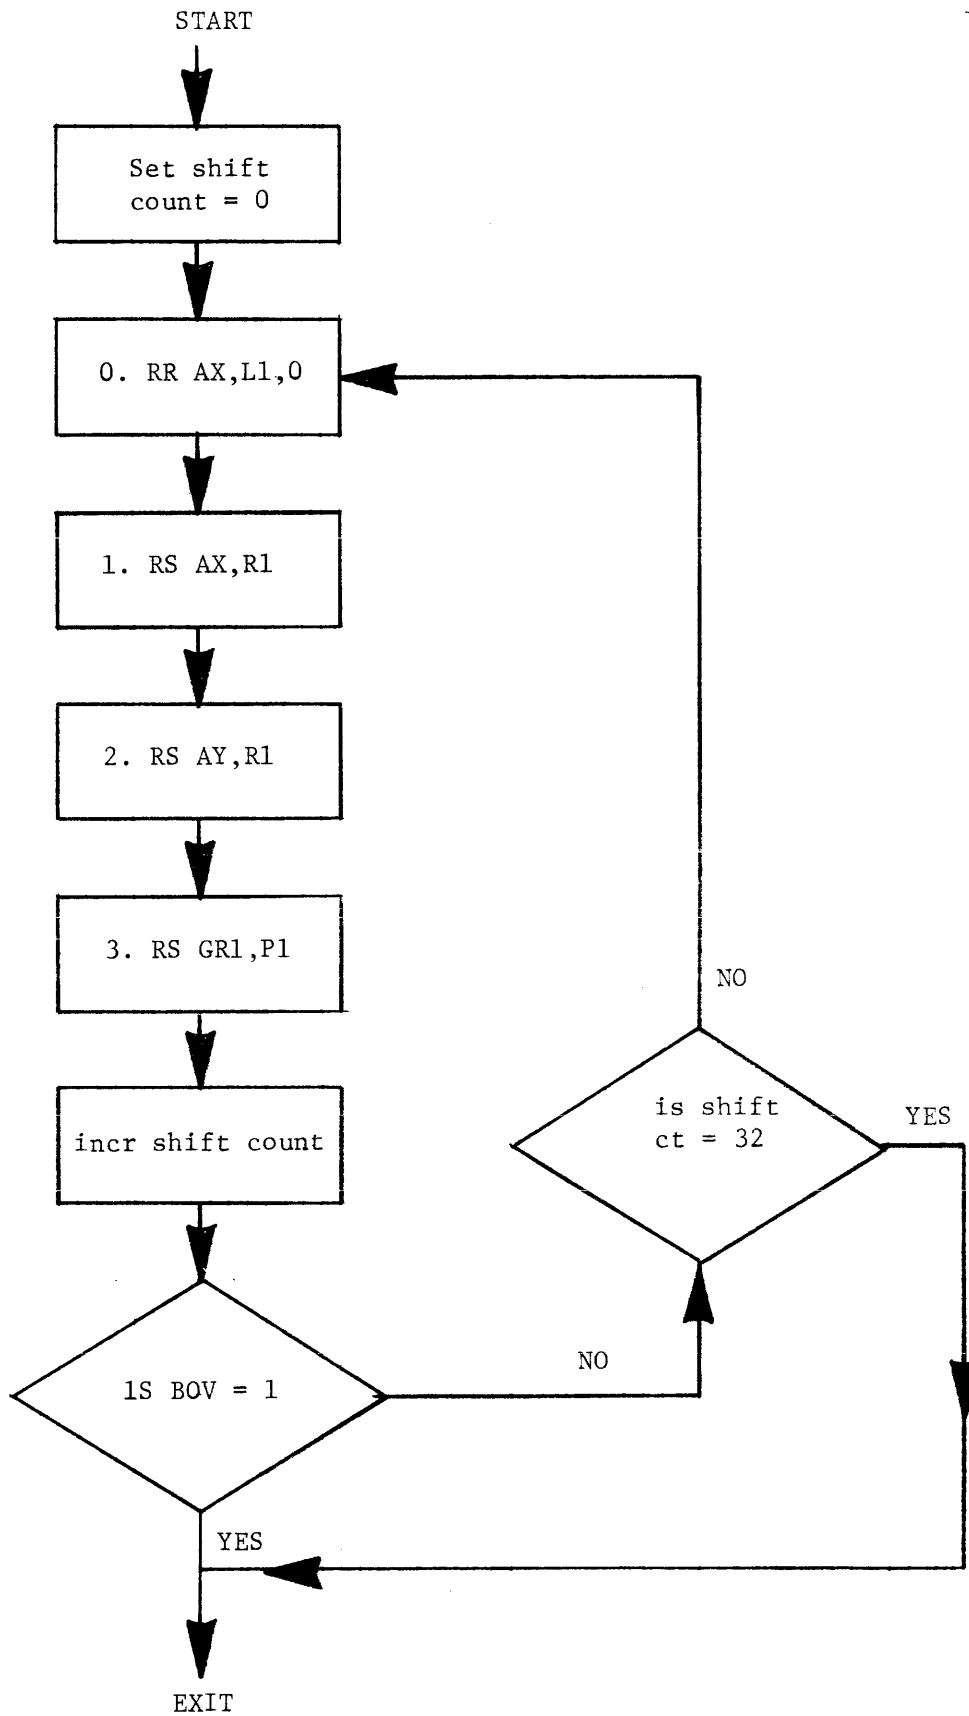 START
Set shift
count = 0
0. RR AX,L1,0
1. RS AX,R1
2. RS AY,R1
3. RS GR1,P1
incr shift count
1S BOV = 1
YES
NO
is shift
ct = 32
NO
YES
EXIT